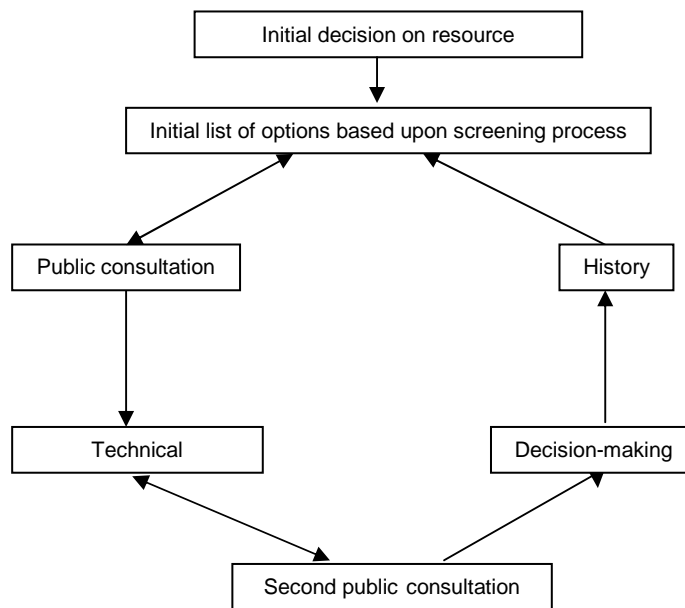 Initial decision on resource
Initial list of options based upon screening process
Public consultation
History
Technical
Decision-making
Second public consultation